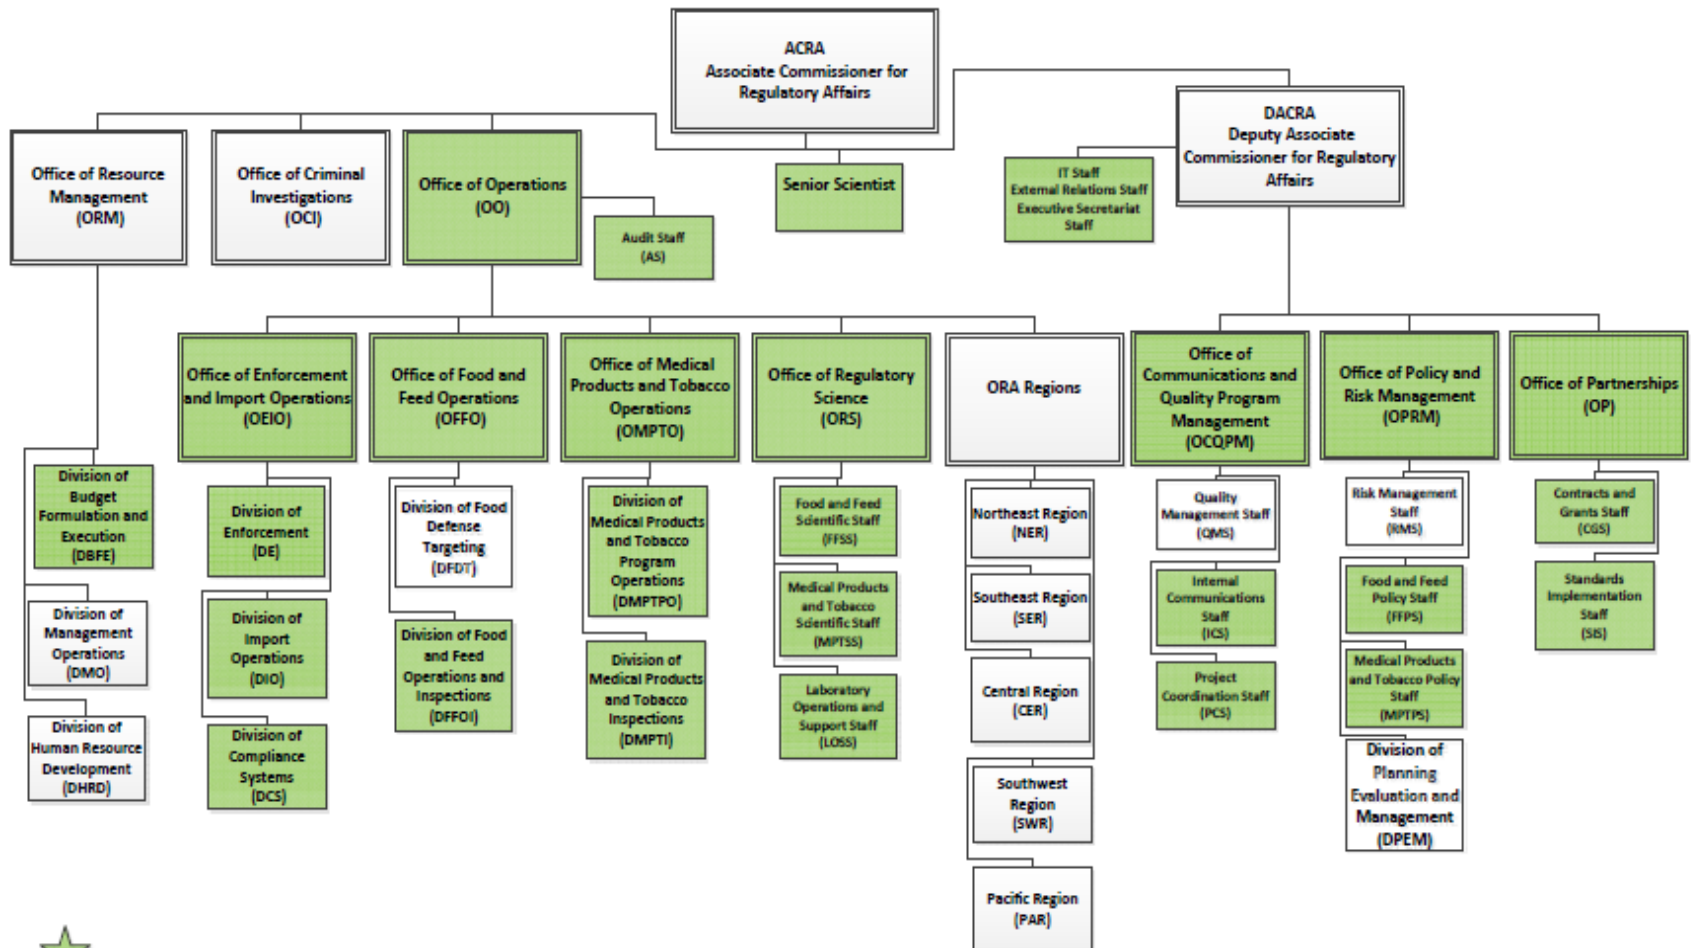 ACRA
Associate Commissioner for
Regulatory Affairs
DACRA
Deputy Associate
Commissioner for Regulatory
Affairs
Office of Resource
Management
(ORM)
Office of Criminal
Investigations
(OCI)
Office of Operations
(OO)
Audit Staff
(AS)
Senior Scientist
IT Staff
External Relations Staff
Executive Secretariat
Staff
Office of Enforcement
and Import Operations
(OEIO)
Office of Food and
Feed Operations
(OFFO)
Office of Medical
Products and Tobacco
Operations
(OMPTO)
Office of Regulatory
Science
(ORS)
ORA Regions
Office of
Communications and
Quality Program
Management
(OCQPM)
Office of Policy and
Risk Management
(OPRM)
Office of Partnerships
(OP)
Division of
Budget
Formulation and
Execution
(DBFE)
Division of
Management
Operations
(DMO)
Division of
Human Resource
Development
(DHRD)
Division of
Enforcement
(DE)
Division of
Import
Operations
(DIO)
Division of
Compliance
Systems
(DCS)
Division of Food
Defense
Targeting
(DFDT)
Division of Food
and Feed
Operations and
Inspections
(DFFOI)
Division of
Medical Products
and Tobacco
Program
Operations
(DMPTPO)
Division of
Medical Products
and Tobacco
Inspections
(DMPTI)
Food and Feed
Scientific Staff
(FFSS)
Medical Products
and Tobacco
Scientific Staff
(MPTSS)
Laboratory
Operations and
Support Staff
(LOSS)
Northeast Region
(NER)
Southeast Region
(SER)
Central Region
(CER)
Southwest
Region
(SWR)
Pacific Region
(PAR)
Quality
Management Staff
(QMS)
Internal
Communications
Staff
(ICS)
Project
Coordination Staff
(PCS)
Risk Management
Staff
(RMS)
Food and Feed
Policy Staff
(FFPS)
Medical Products
and Tobacco Policy
Staff
(MPTPS)
Division of
Planning
Evaluation and
Management
(DPEM)
Contracts and
Grants Staff
(CGS)
Standards
Implementation
Staff
(SIS)